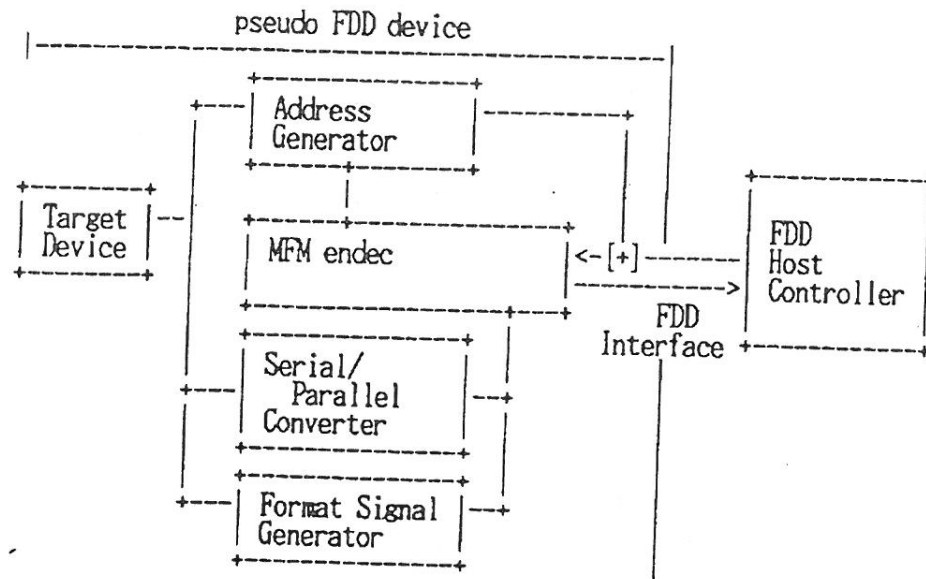 pseudo FDD device
Address
Generator
Target
Device
MFM endec
<-[+]
FDD
Host
Controller
FDD
Interface
Serial/
Parallel
Converter
Format Signal
Generator